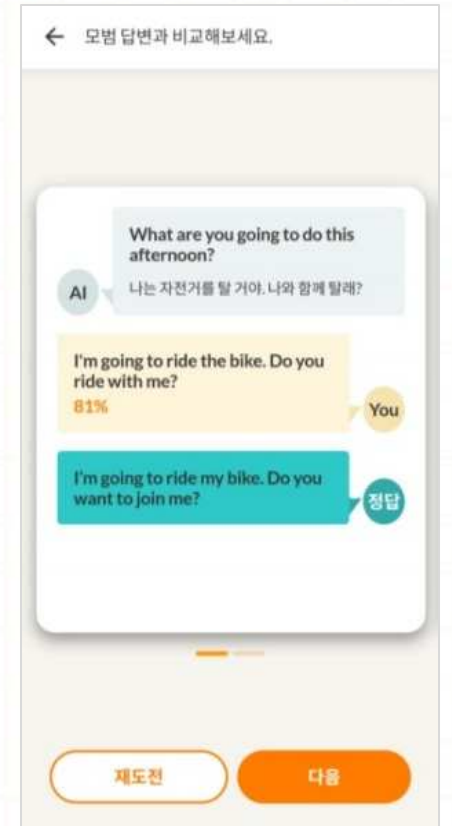 ← 모범 답변과 비교해보세요.
What are you going to do this
afternoon?
AI
나는 자전거를 탈 거야. 나와 함께 탈래?
I'm going to ride the bike. Do you
ride with me?
81%
You
I'm going to ride my bike. Do you
want to join me?
정답
재도전
다음